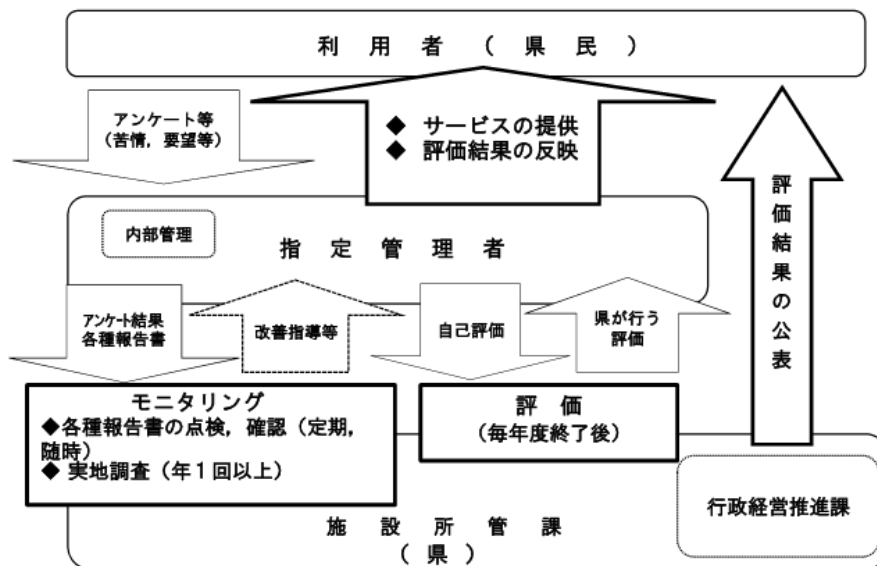 利用者(県民)
アンケート等
(苦情,要望等)
◆ サービスの提供
◆ 評価結果の反映
評価結果の公表
内部管理
指定管理者
アンケート結果
各種報告書
改善指導等
自己評価
県が行う
評価
モニタリング
◆各種報告書の点検,確認(定期,
随時)
◆ 実地調査(年1回以上)
評 価
(毎年度終了後)
行政経営推進課
施設所管課
(県)